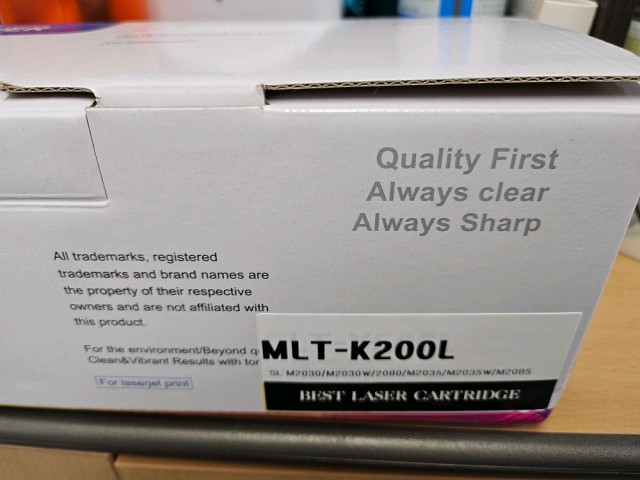 Quality First
Always clear
Always Sharp
All trademarks, registered
trademarks and brand names are
the property of their respective
owners and are not affiliated with
this product.
For the environment/Beyond
Clean&Vibrant Results with
For laserjet print
MLT-K200L
SL M2030/M2030W/2080/M2035/M2035W/M2085
BEST LASER CARTRIDGE